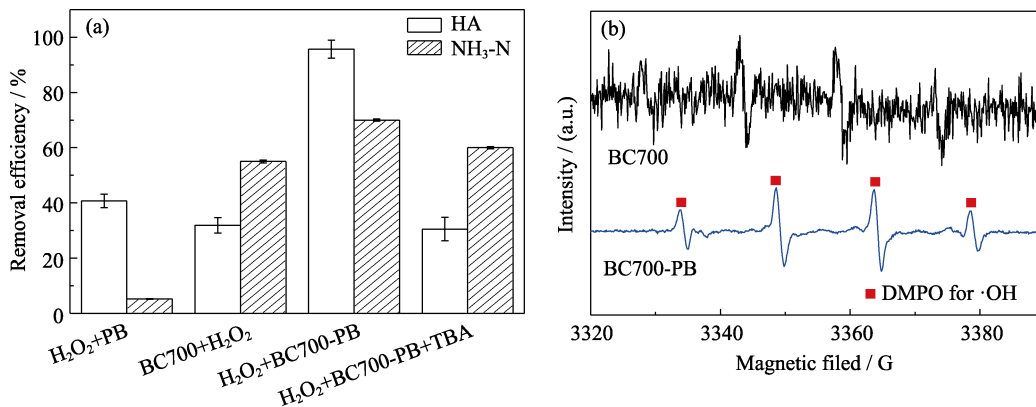 (a)
HA
NH₃-N
Removal efficiency / %
100
80
60
40
20
0
H₂O₂+PB
BC700+H₂O₂
H₂O₂+BC700-PB
H₂O₂+BC700-PB+TBA
(b)
Intensity / (a.u.)
BC700
BC700-PB
DMPO for ·OH
3320 3340 3360 3380
Magnetic filed / G